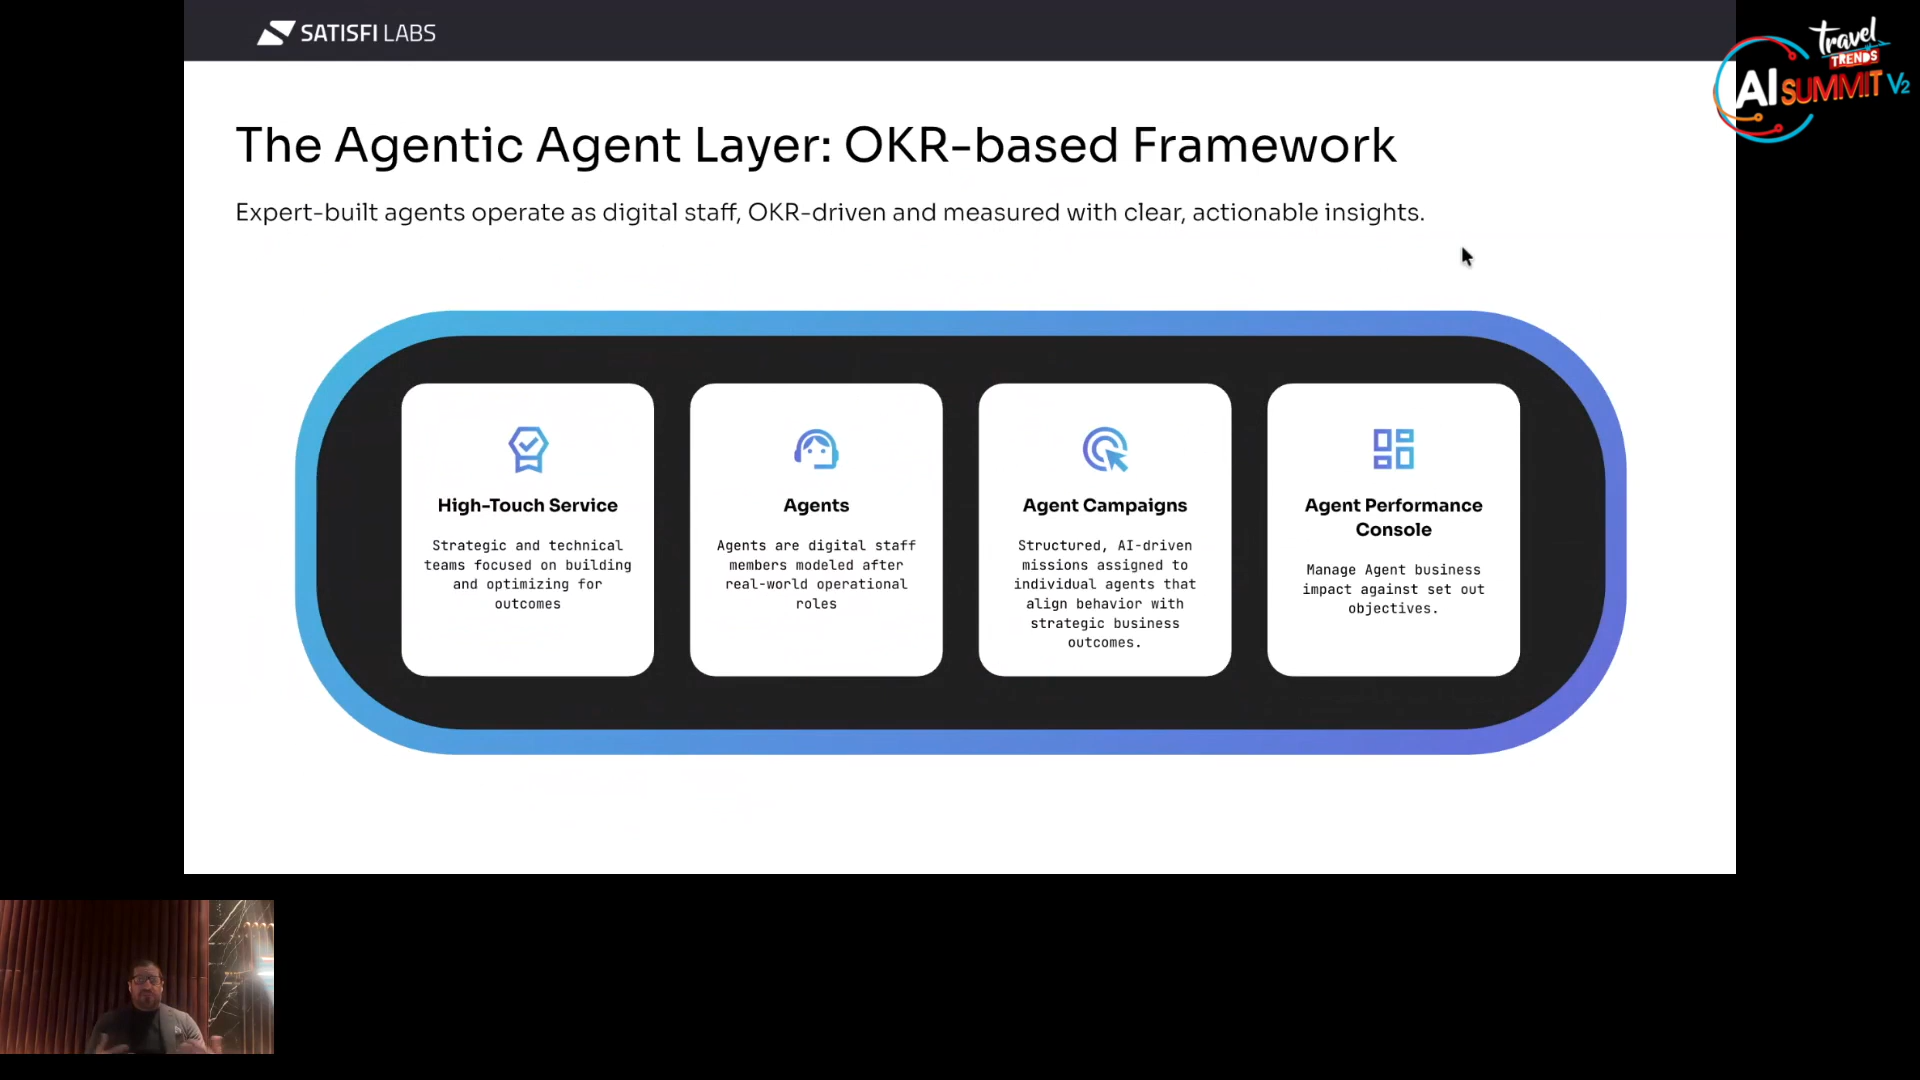 SATISFI LABS
travel
TRENDS
AI SUMMIT V2
The Agentic Agent Layer: OKR-based Framework
Expert-built agents operate as digital staff, OKR-driven and measured with clear, actionable insights.
High-Touch Service
Strategic and technical
teams focused on building
and optimizing for
outcomes
Agents
Agents are digital staff
members modeled after
real-world operational
roles
Agent Campaigns
Structured, AI-driven
missions assigned to
individual agents that
align behavior with
strategic business
outcomes.
Agent Performance
Console
Manage Agent business
impact against set out
objectives.